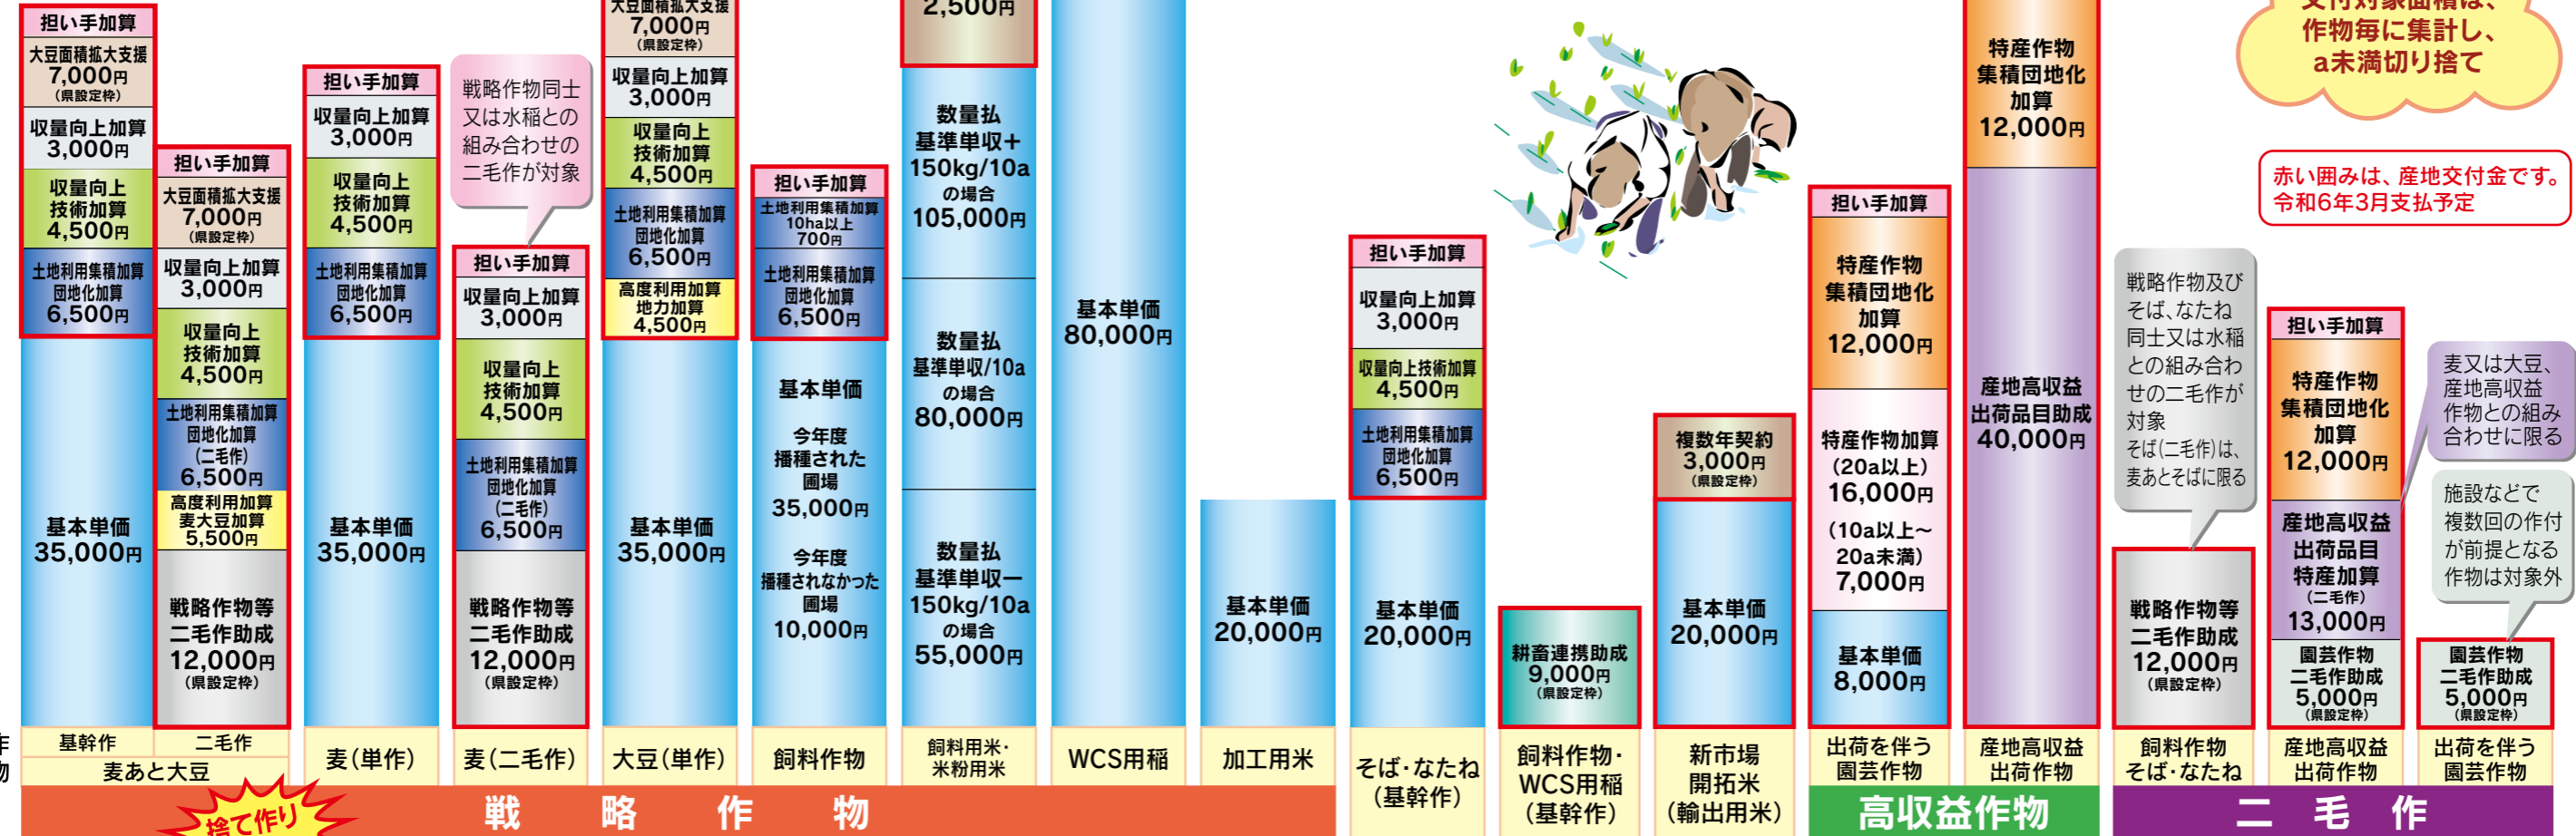 担い手加算
大豆面積拡大支援
7,000円
(県設定枠)
収量向上加算
3,000円
収量向上
技術加算
4,500円
土地利用集積加算
団地化加算
6,500円
基本単価
35,000円
基幹作
担い手加算
大豆面積拡大支援
7,000円
(県設定枠)
収量向上加算
3,000円
収量向上
技術加算
4,500円
土地利用集積加算
団地化加算
(二毛作)
6,500円
高度利用加算
麦大豆加算
5,500円
戦略作物等
二毛作助成
12,000円
(県設定枠)
二毛作
麦あと大豆
担い手加算
収量向上加算
3,000円
収量向上
技術加算
4,500円
土地利用集積加算
団地化加算
6,500円
基本単価
35,000円
麦(単作)
戦略作物同士
又は水稲との
組み合わせの
二毛作が対象
担い手加算
収量向上加算
3,000円
収量向上
技術加算
4,500円
土地利用集積加算
団地化加算
(二毛作)
6,500円
戦略作物等
二毛作助成
12,000円
(県設定枠)
麦(二毛作)
大豆面積拡大支援
7,000円
(県設定枠)
収量向上加算
3,000円
収量向上
技術加算
4,500円
土地利用集積加算
団地化加算
6,500円
高度利用加算
地力加算
4,500円
基本単価
35,000円
大豆(単作)
担い手加算
土地利用集積加算
10ha以上
700円
土地利用集積加算
団地化加算
6,500円
基本単価
今年度
播種された
圃場
35,000円
今年度
播種されなかった
圃場
10,000円
飼料作物
2,500円
数量払
基準単収＋
150kg/10a
の場合
105,000円
数量払
基準単収/10a
の場合
80,000円
数量払
基準単収ー
150kg/10a
の場合
55,000円
飼料用米・
米粉用米
基本単価
80,000円
WCS用稲
基本単価
20,000円
加工用米
担い手加算
収量向上加算
3,000円
収量向上技術加算
4,500円
土地利用集積加算
団地化加算
6,500円
基本単価
20,000円
そば・なたね
(基幹作)
耕畜連携助成
9,000円
(県設定枠)
飼料作物・
WCS用稲
(基幹作)
複数年契約
3,000円
(県設定枠)
基本単価
20,000円
新市場
開拓米
(輸出用米)
担い手加算
特産作物
集積団地化
加算
12,000円
特産作物加算
(20a以上)
16,000円
(10a以上〜
20a未満)
7,000円
基本単価
8,000円
出荷を伴う
園芸作物
特産作物
集積団地化
加算
12,000円
産地高収益
出荷品目助成
40,000円
産地高収益
出荷作物
交付対象面積は、
作物毎に集計し、
a未満切り捨て
赤い囲みは、産地交付金です。
令和6年3月支払予定
戦略作物及び
そば、なたね
同士又は水稲
との組み合わ
せの二毛作が
対象
そば(二毛作)は、
麦あとそばに限る
戦略作物等
二毛作助成
12,000円
(県設定枠)
飼料作物
そば・なたね
担い手加算
特産作物
集積団地化
加算
12,000円
産地高収益
出荷品目
特産加算
(二毛作)
13,000円
園芸作物
二毛作助成
5,000円
(県設定枠)
産地高収益
出荷作物
麦又は大豆、
産地高収益
作物との組み
合わせに限る
施設などで
複数回の作付
が前提となる
作物は対象外
園芸作物
二毛作助成
5,000円
(県設定枠)
出荷を伴う
園芸作物
作
物
捨て作り
戦略作物
高収益作物
二毛作